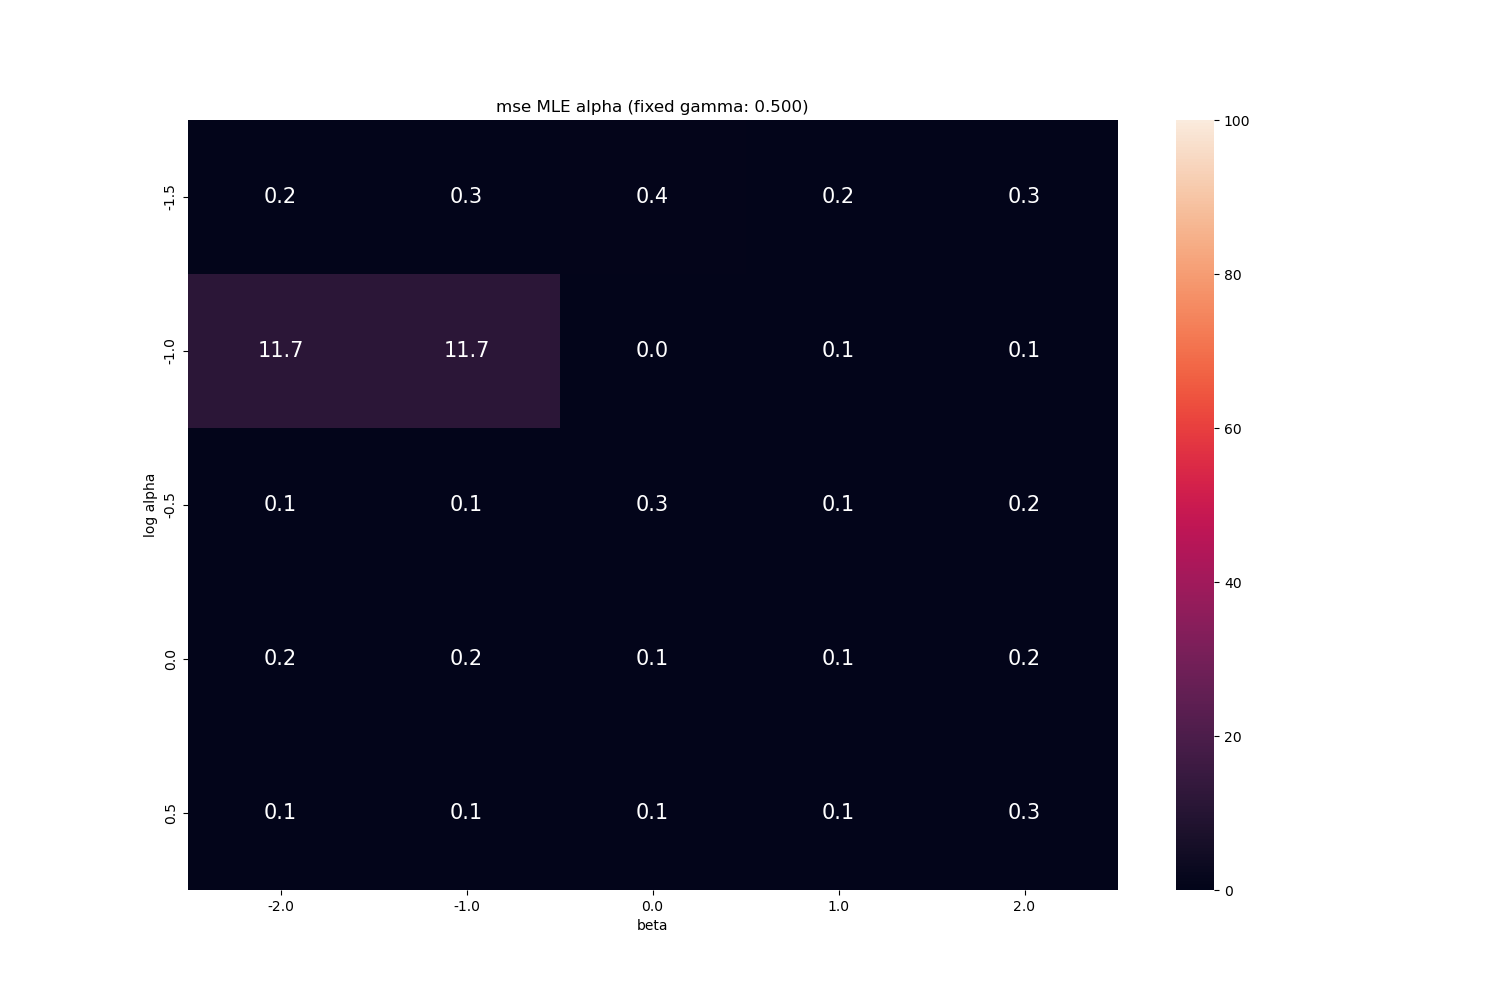 mse MLE alpha (fixed gamma: 0.500)
100
80
60
40
20
0
log alpha
-1.5 0.2 0.3 0.4 0.2 0.3
-1.0 11.7 11.7 0.0 0.1 0.1
-0.5 0.1 0.1 0.3 0.1 0.2
0.0 0.2 0.2 0.1 0.1 0.2
0.5 0.1 0.1 0.1 0.1 0.3
-2.0 -1.0 0.0 1.0 2.0
beta